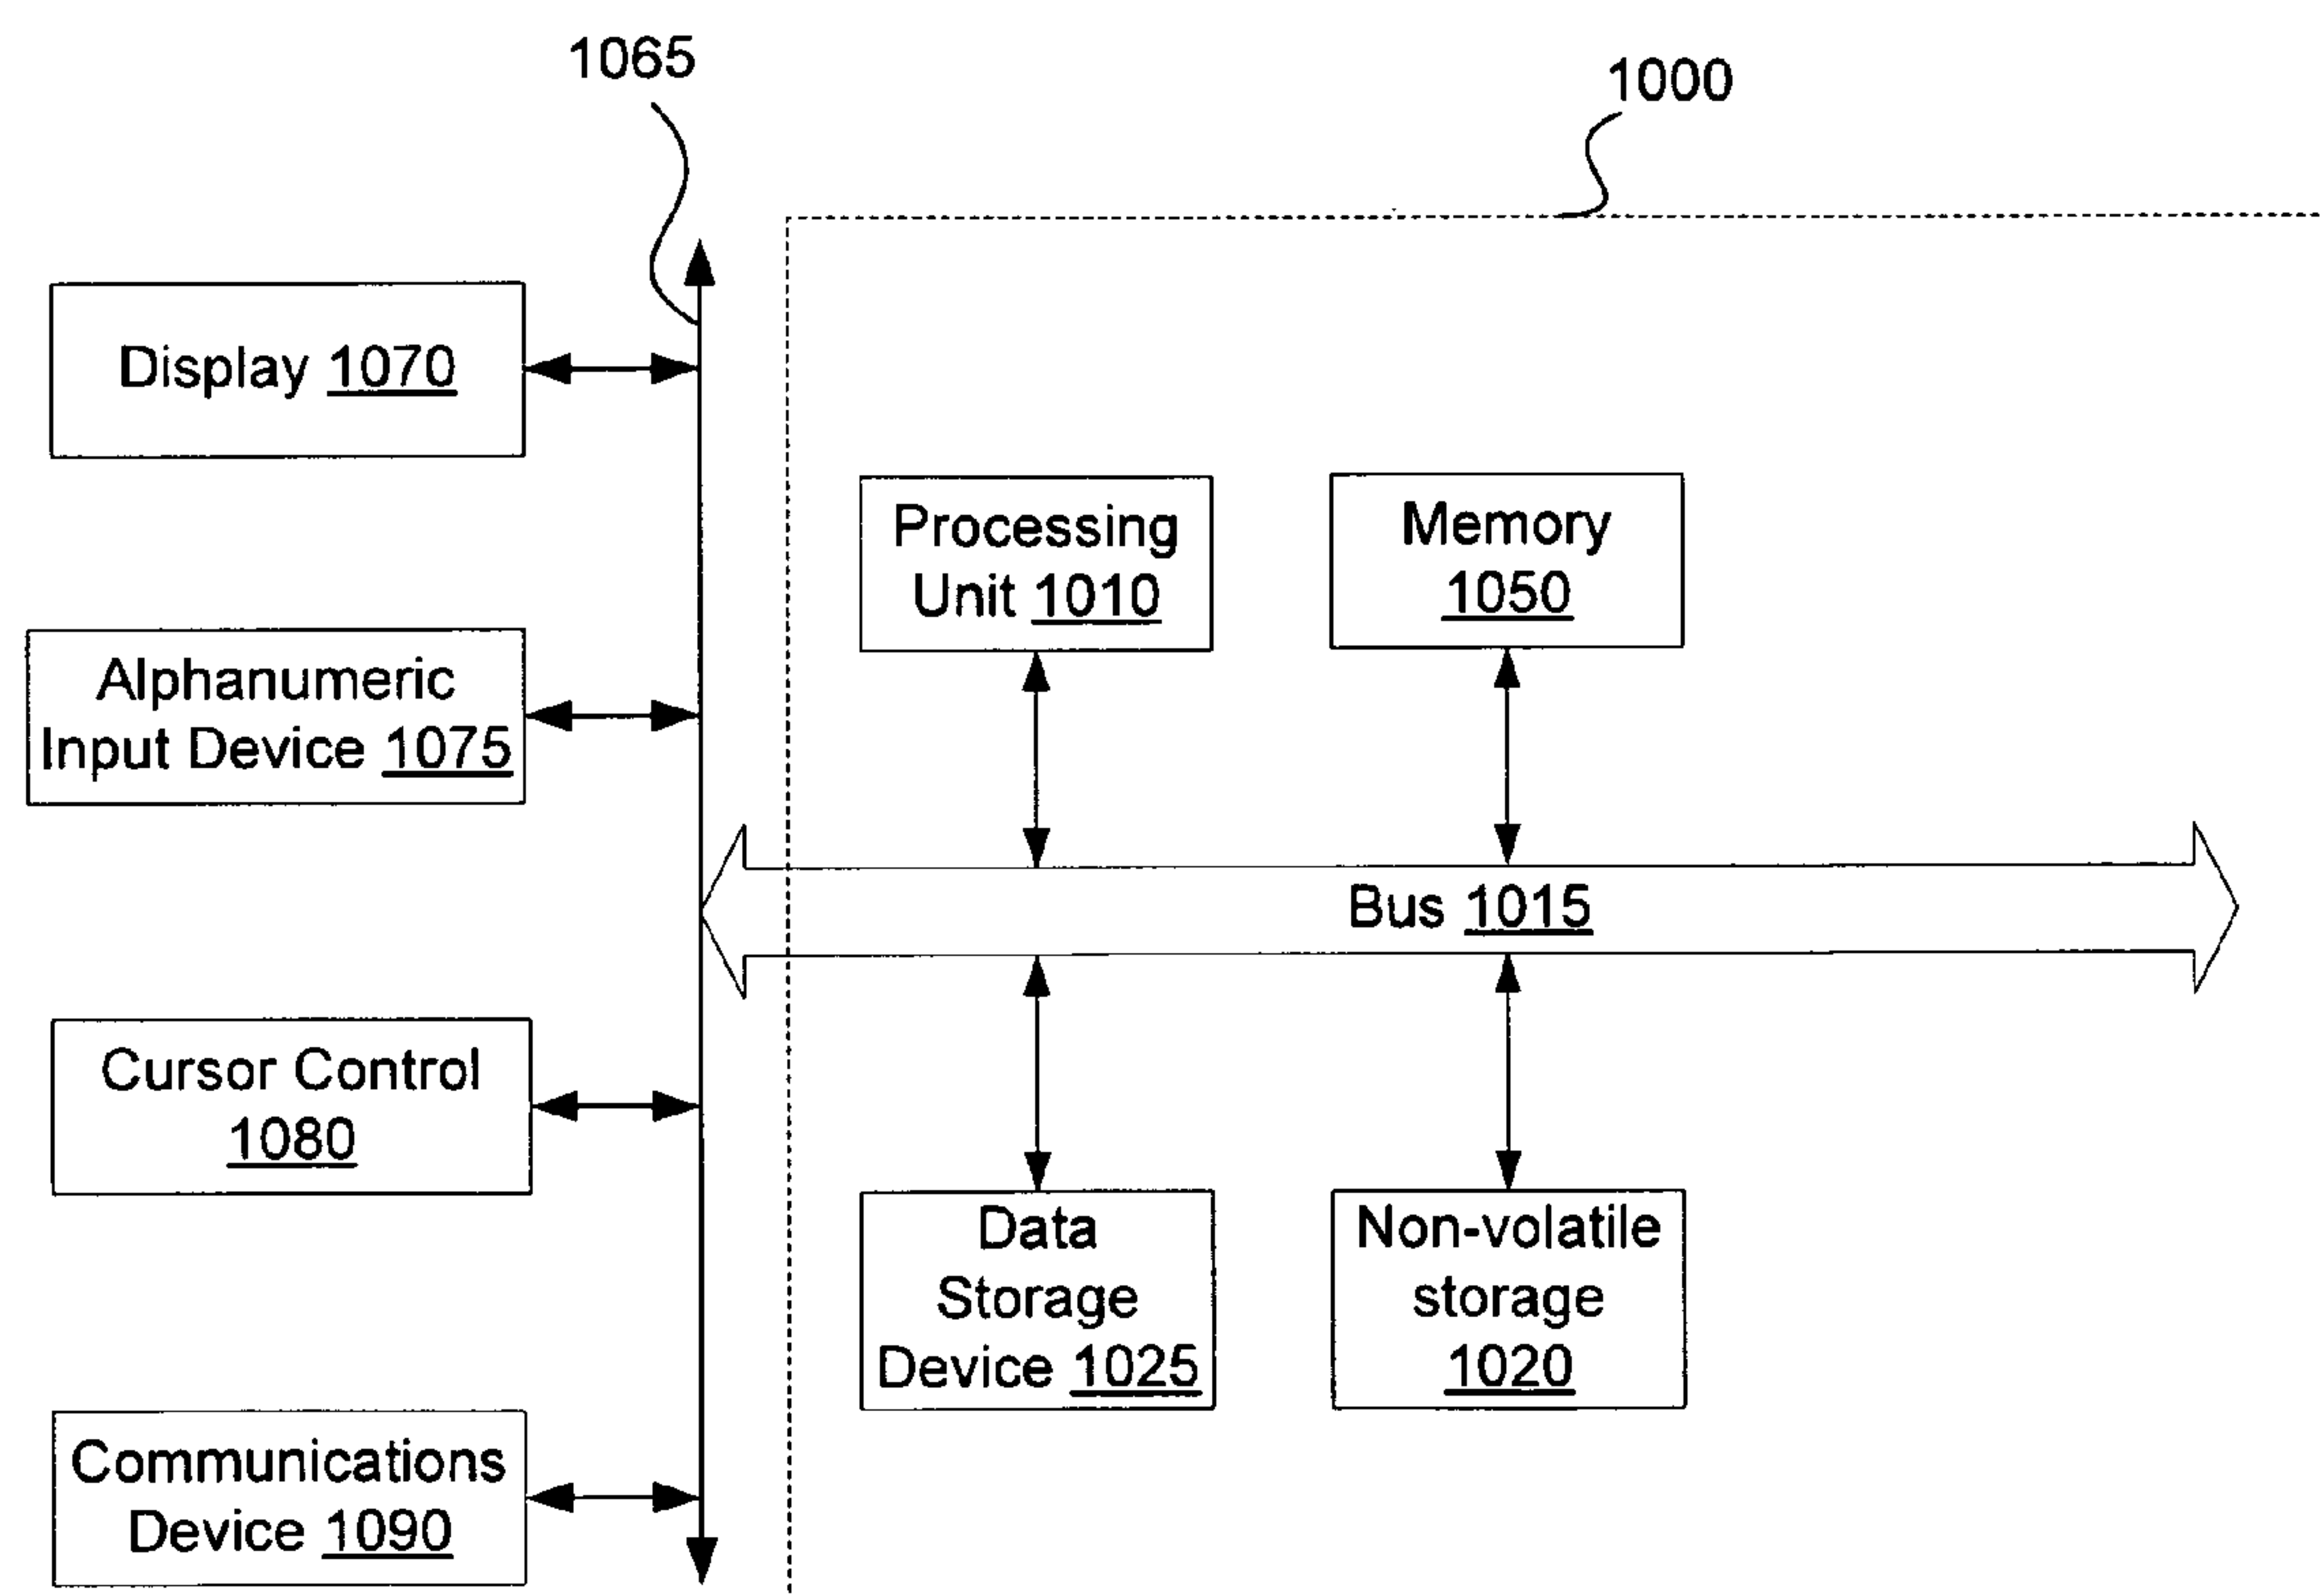 1065
1000
Display 1070
Processing
Unit 1010
Memory
1050
Alphanumeric
Input Device 1075
Bus 1015
Cursor Control
1080
Data
Storage
Device 1025
Non-volatile
storage
1020
Communications
Device 1090